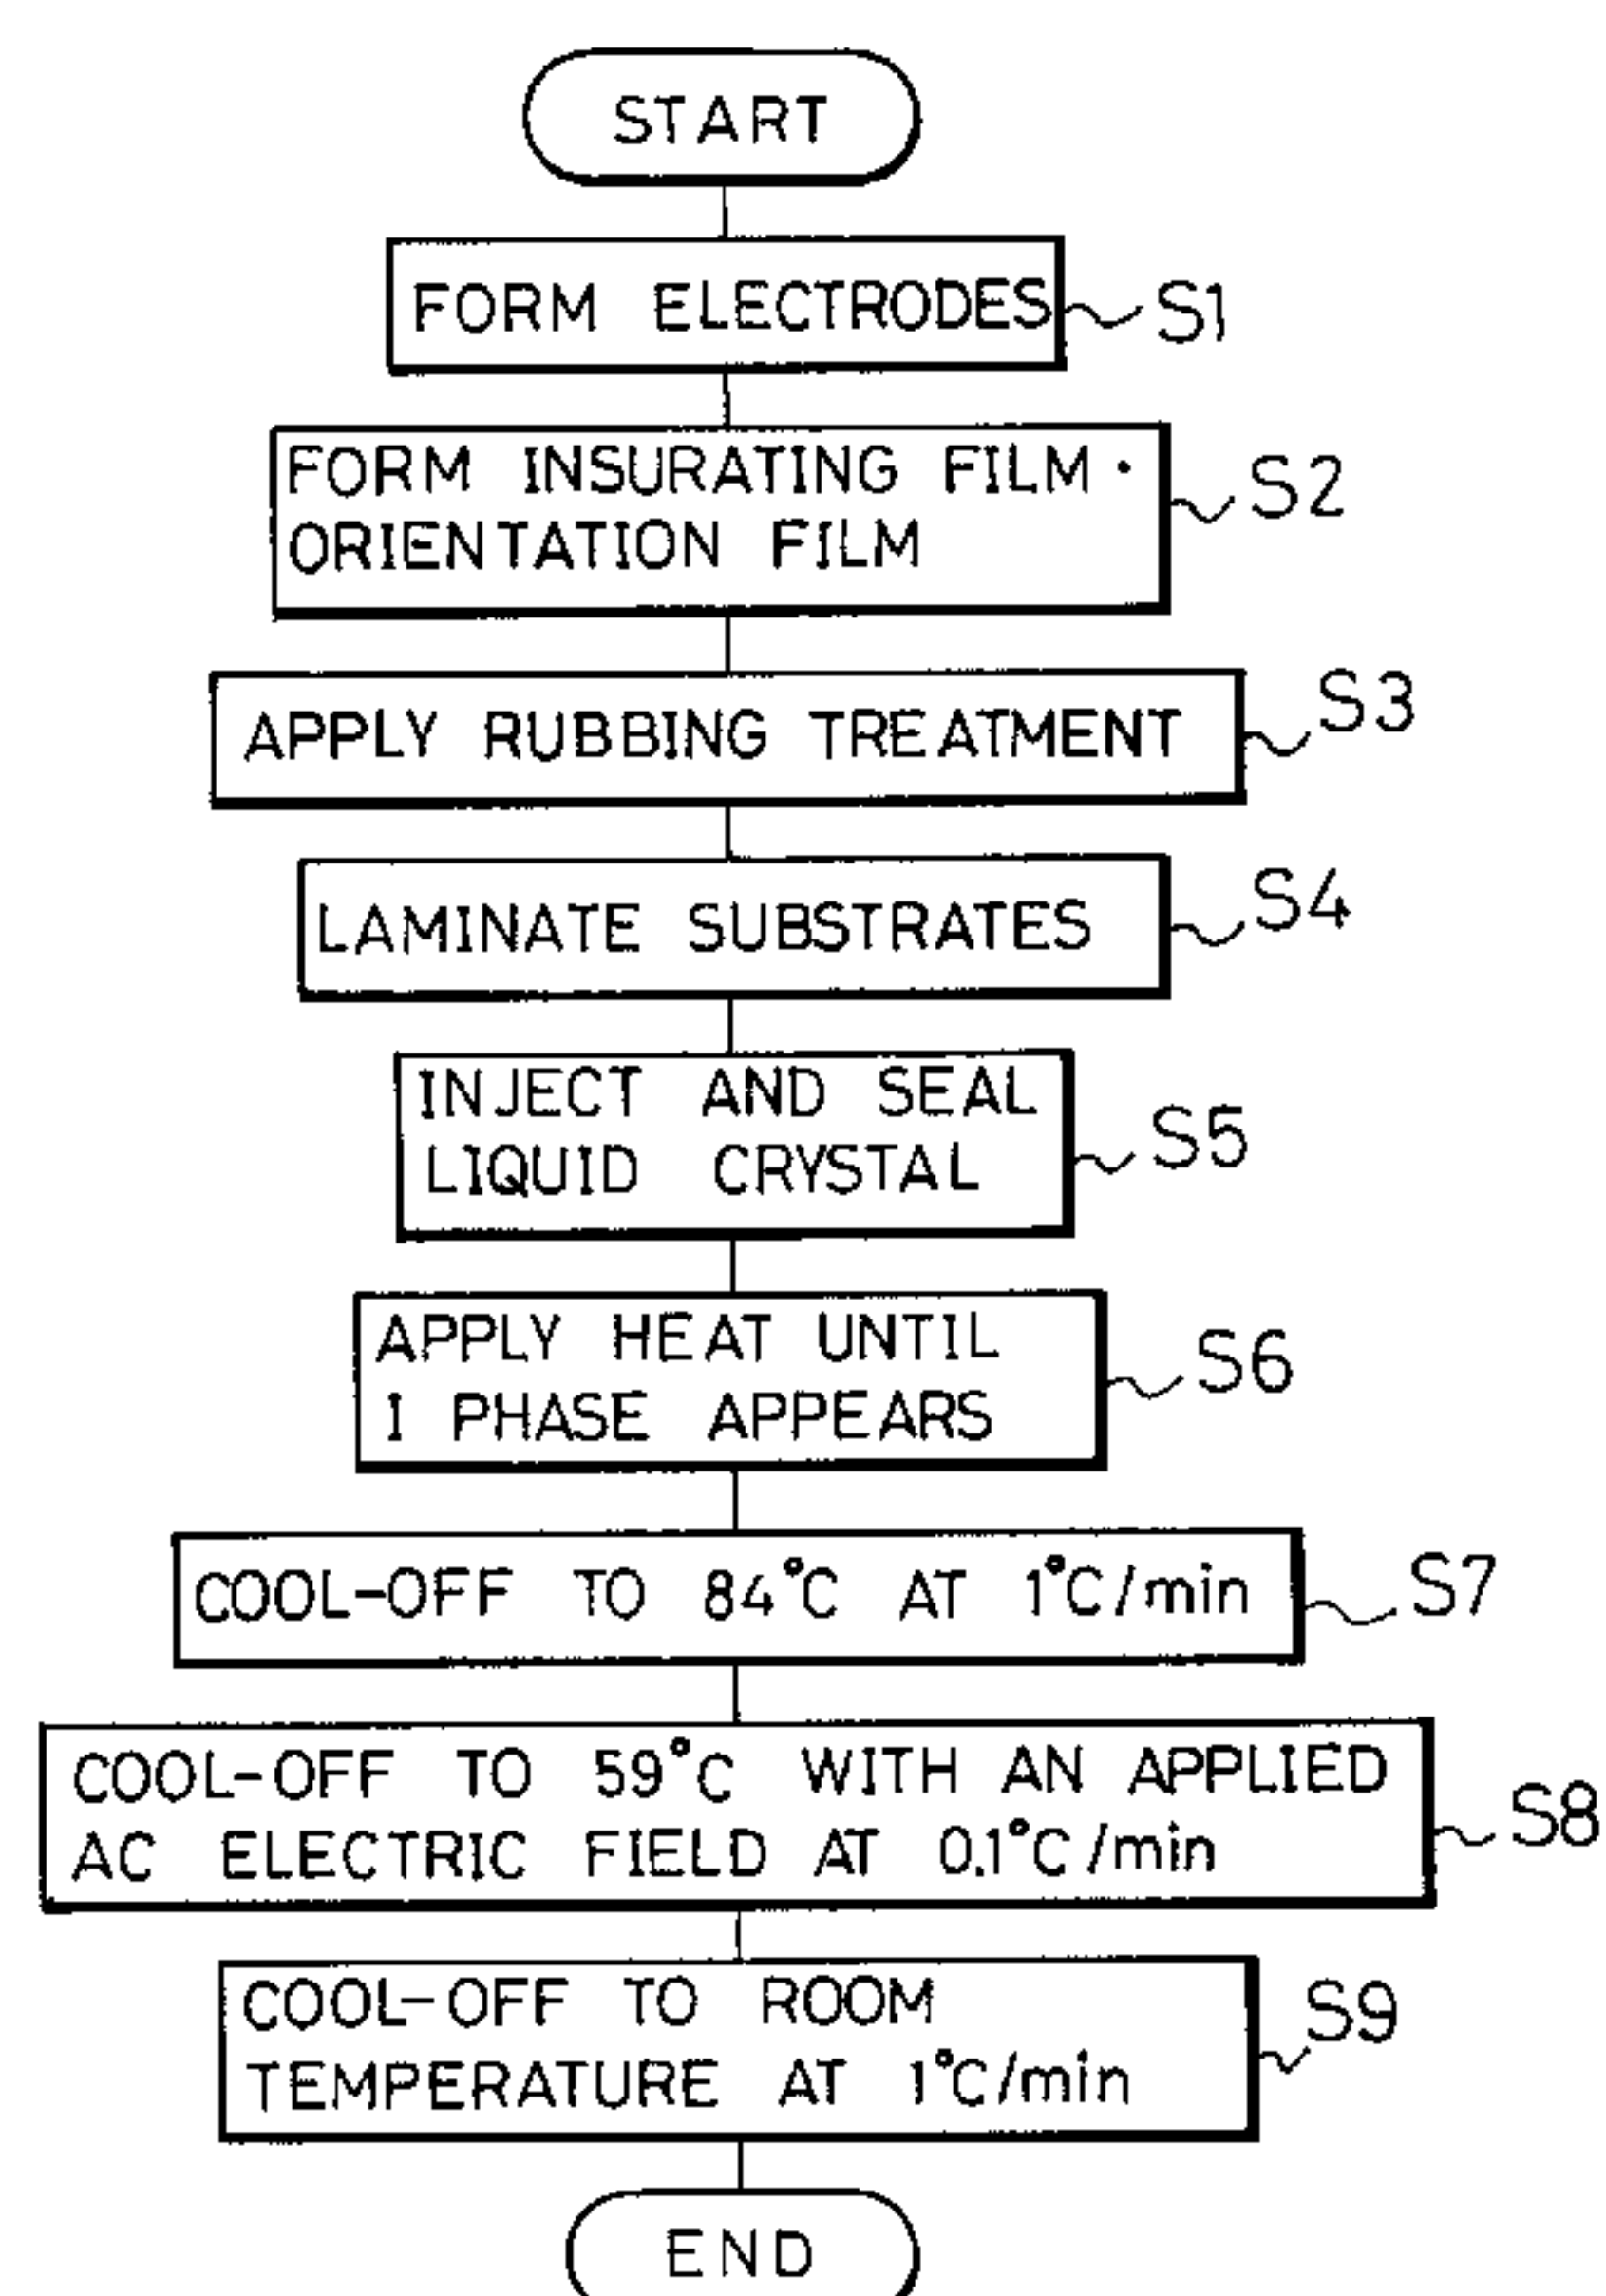 START
FORM ELECTRODES
S1
FORM INSURATING FILM ·
ORIENTATION FILM
S2
APPLY RUBBING TREATMENT
S3
LAMINATE SUBSTRATES
S4
INJECT AND SEAL
LIQUID CRYSTAL
S5
APPLY HEAT UNTIL
I PHASE APPEARS
S6
COOL-OFF TO 84°C AT 1°C/min
S7
COOL-OFF TO 59°C WITH AN APPLIED
AC ELECTRIC FIELD AT 0.1°C/min
S8
COOL-OFF TO ROOM
TEMPERATURE AT 1°C/min
S9
END